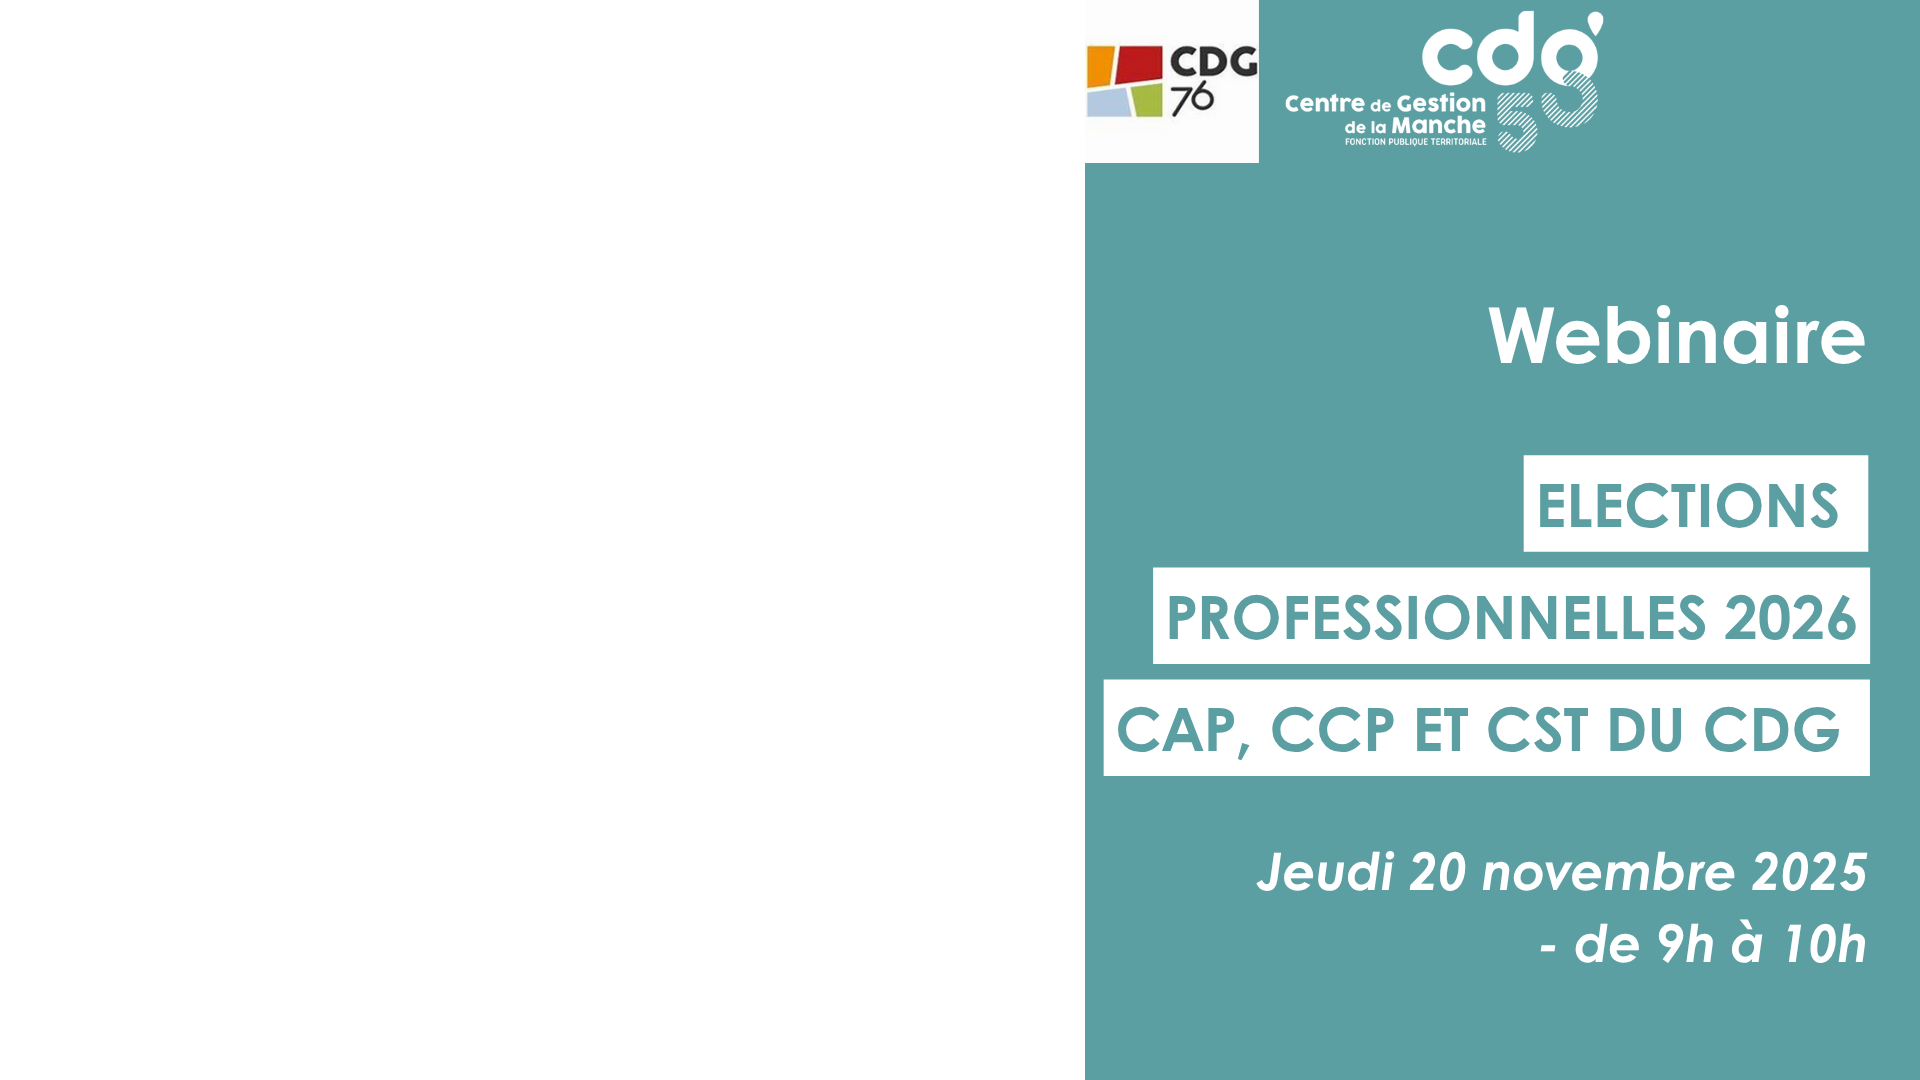 CDG
76
cdg
50
Centre de Gestion
de la Manche
FONCTION PUBLIQUE TERRITORIALE
Webinaire
ELECTIONS
PROFESSIONNELLES 2026
CAP, CCP ET CST DU CDG
Jeudi 20 novembre 2025
- de 9h à 10h